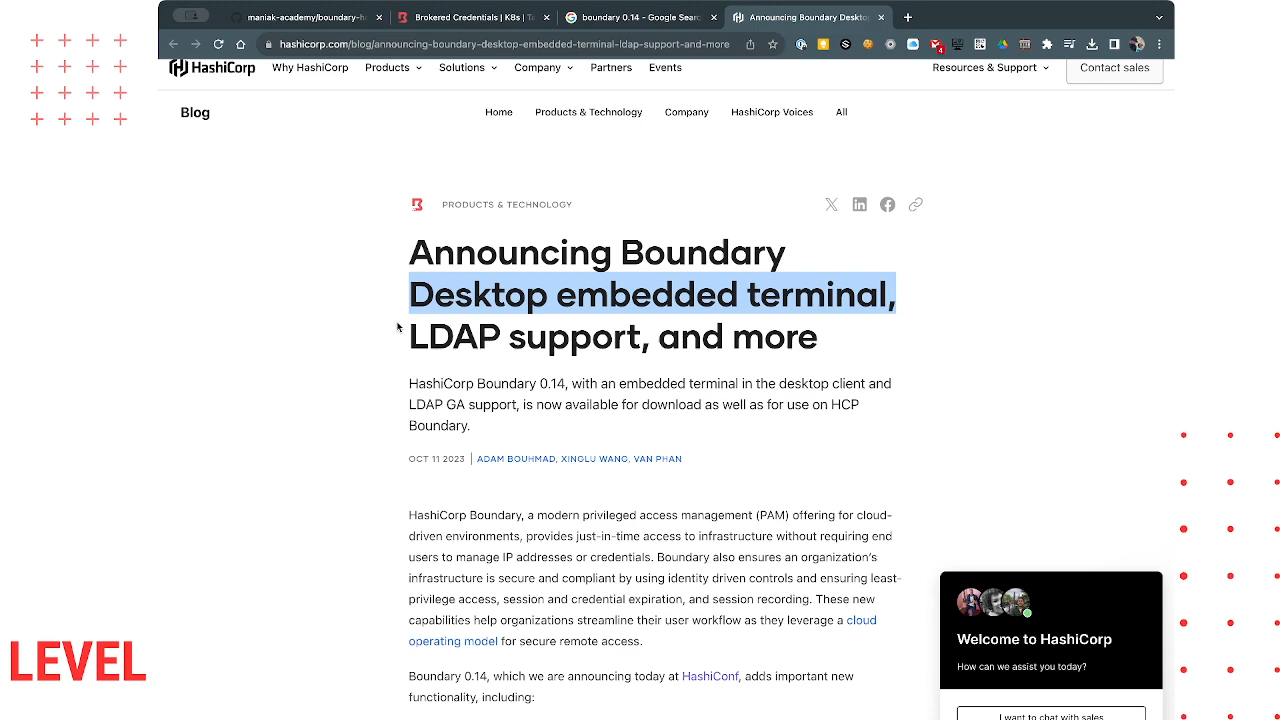 maniak-academy/boundary-h
Brokered Credentials | K8s | Ta
boundary 0.14 - Google Searc
Announcing Boundary Deskto
hashicorp.com/blog/announcing-boundary-desktop-embedded-terminal-ldap-support-and-more
4
HashiCorp
Why HashiCorp
Products
Solutions
Company
Partners
Events
Resources & Support
Contact sales
Blog
Home
Products & Technology
Company
HashiCorp Voices
All
PRODUCTS & TECHNOLOGY
Announcing Boundary
Desktop embedded terminal,
LDAP support, and more
HashiCorp Boundary 0.14, with an embedded terminal in the desktop client and
LDAP GA support, is now available for download as well as for use on HCP
Boundary.
OCT 11 2023 | ADAM BOUHMAD, XINGLU WANG, VAN PHAN
HashiCorp Boundary, a modern privileged access management (PAM) offering for cloud-
driven environments, provides just-in-time access to infrastructure without requiring end
users to manage IP addresses or credentials. Boundary also ensures an organization's
infrastructure is secure and compliant by using identity driven controls and ensuring least-
privilege access, session and credential expiration, and session recording. These new
capabilities help organizations streamline their user workflow as they leverage a cloud
operating model for secure remote access.
Boundary 0.14, which we are announcing today at HashiConf, adds important new
functionality, including:
Welcome to HashiCorp
How can we assist you today?
I want to chat with sales
LEVEL